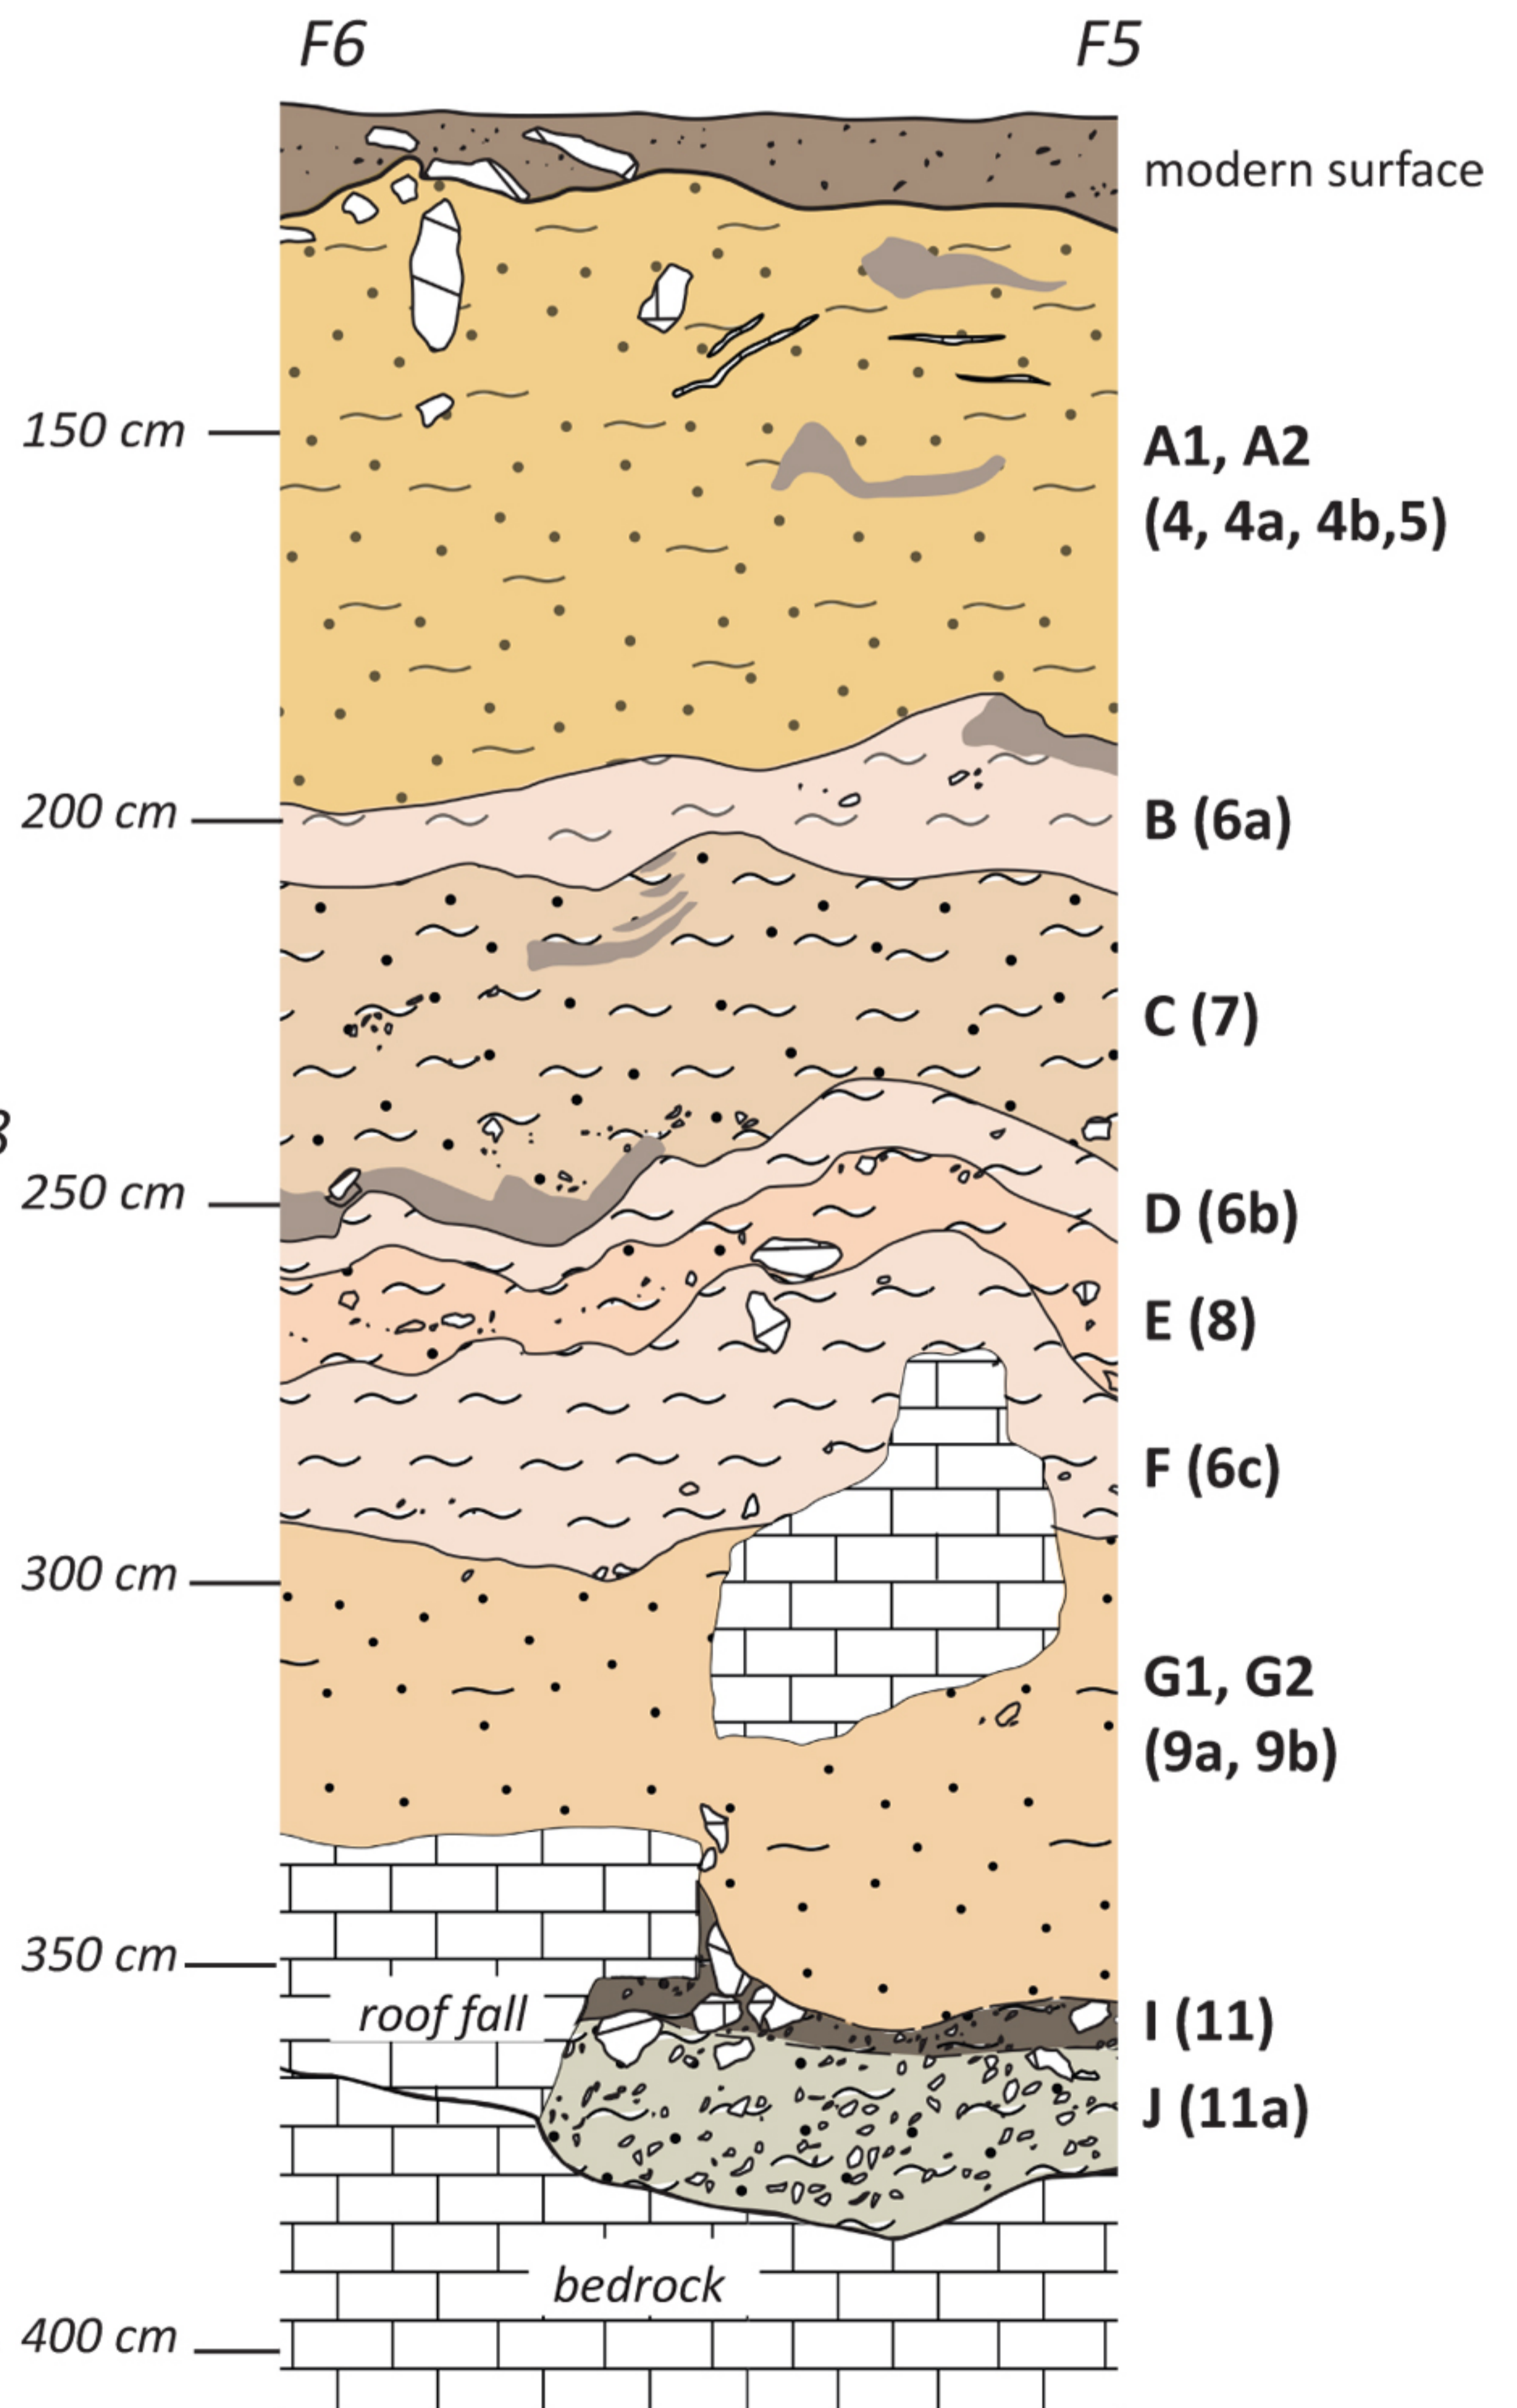 F6 F5
modern surface
150 cm
A1, A2
(4, 4a, 4b,5)
200 cm
B (6a)
C (7)
250 cm
D (6b)
E (8)
F (6c)
300 cm
G1, G2
(9a, 9b)
350 cm
roof fall
I (11)
J (11a)
bedrock
400 cm